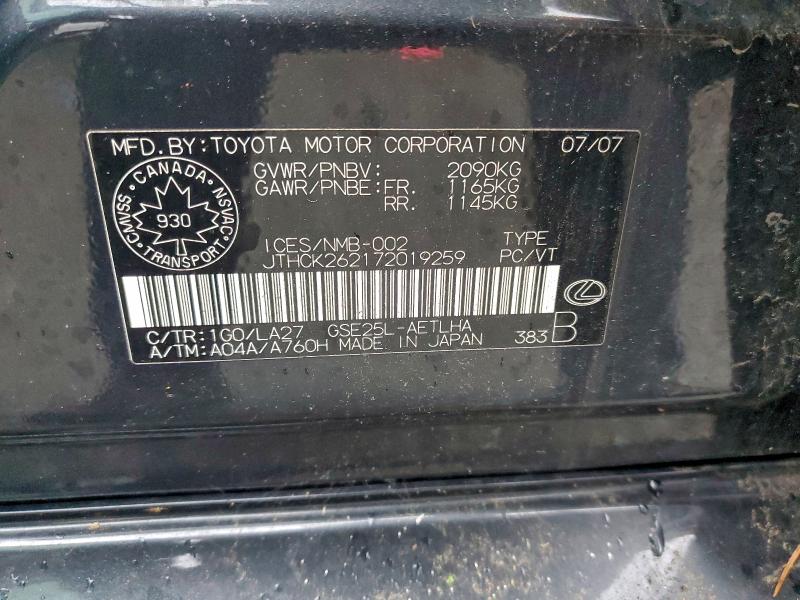 MFD. BY: TOYOTA MOTOR CORPORATION 07/07
GVWR/PNBV: 2090KG
GAWR/PNBE: FR. 1165KG
RR. 1145KG
CANADA
CMVSS NSVAC
930
TRANSPORT
ICES/NMB-002 TYPE
JTHCK262172019259 PC/VT
C/TR: 1G0/LA27 GSE25L-AETLHA
A/TM: A04A/A760H MADE IN JAPAN 383 B